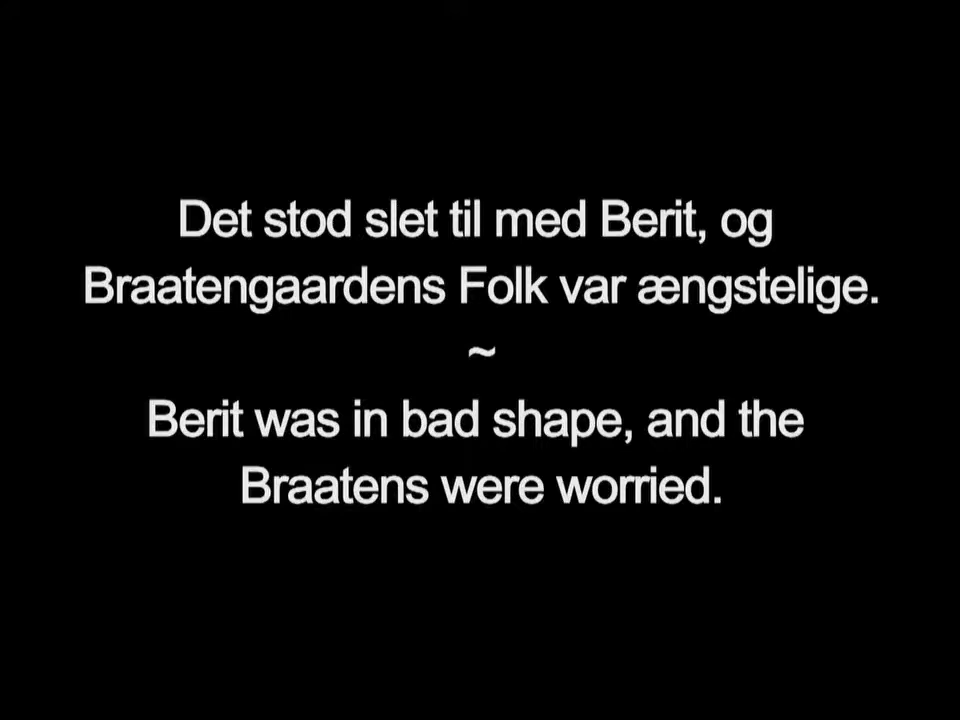 Det stod slet til med Berit, og
Braatengaardens Folk var ængstelige.
~
Berit was in bad shape, and the
Braatens were worried.